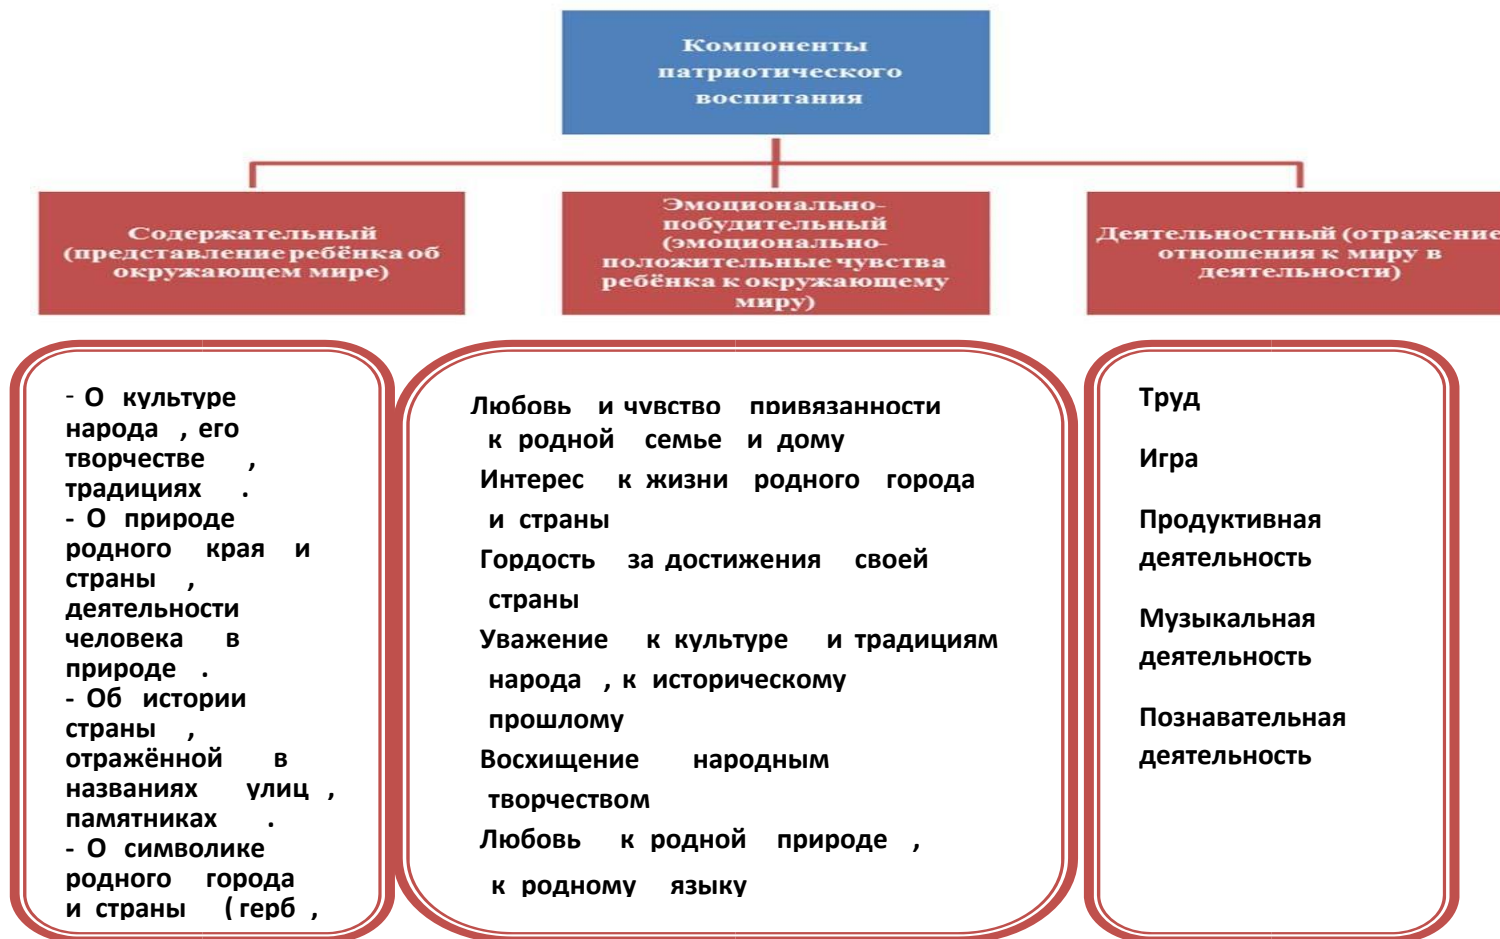 Компоненты
патриотического
воспитания
Содержательный
(представление ребёнка об
окружающем мире)
Эмоционально-
побудительный
(эмоционально-
положительные чувства
ребёнка к окружающему
миру)
Деятельностный (отражение
отношения к миру в
деятельности)
- О культуре
народа , его
творчестве ,
традициях .
- О природе
родного края и
страны ,
деятельности
человека в
природе .
- Об истории
страны ,
отражённой в
названиях улиц ,
памятниках .
- О символике
родного города
и страны ( герб ,
Любовь и чувство привязанности
к родной семье и дому
Интерес к жизни родного города
и страны
Гордость за достижения своей
страны
Уважение к культуре и традициям
народа , к историческому
прошлому
Восхищение народным
творчеством
Любовь к родной природе ,
к родному языку
Труд
Игра
Продуктивная
деятельность
Музыкальная
деятельность
Познавательная
деятельность